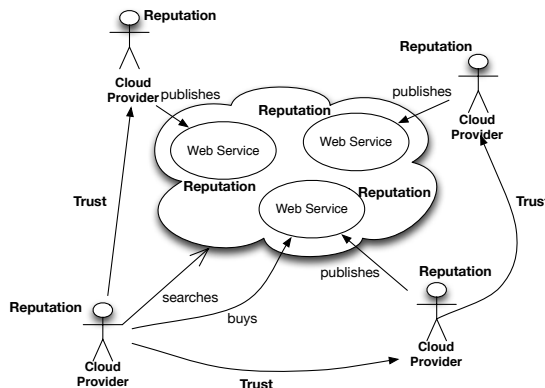 Reputation
Reputation
Cloud
Provider
publishes
publishes
Reputation
Cloud
Provider
Web Service
Web Service
Reputation
Reputation
Web Service
Trust
Trust
publishes
Reputation
searches
Reputation
buys
Cloud
Provider
Cloud
Provider
Trust